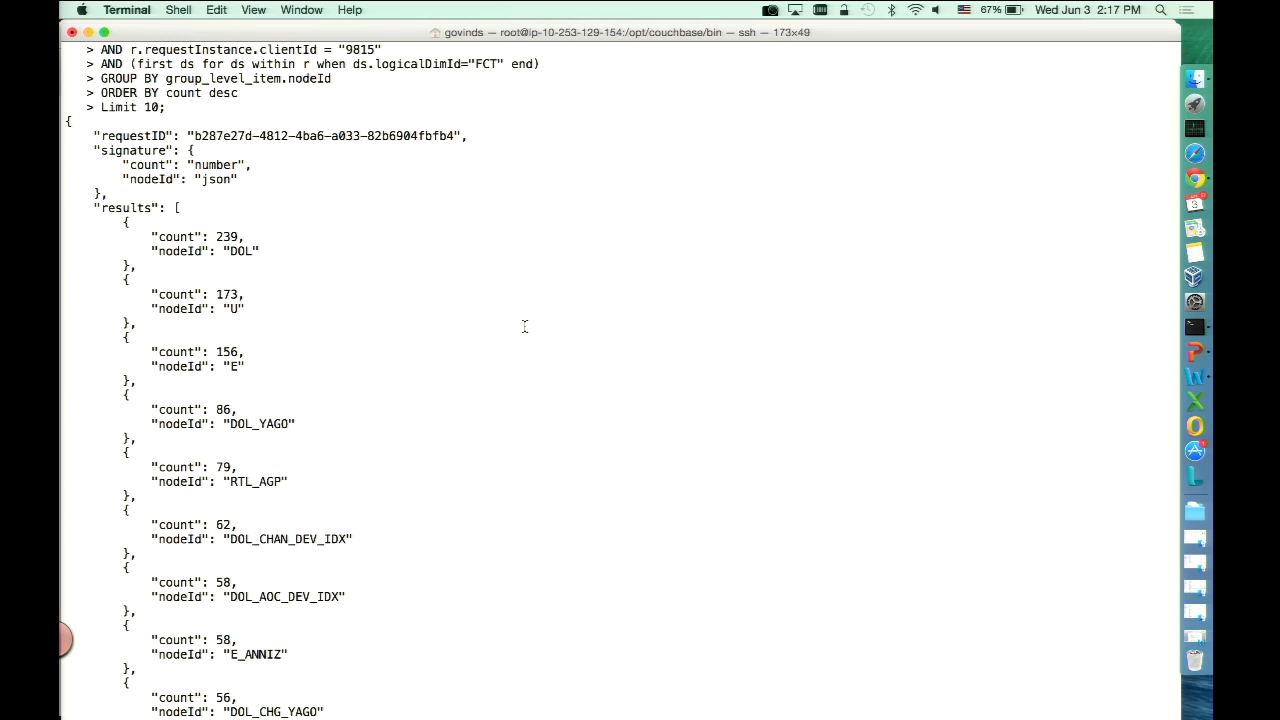 Terminal Shell Edit View Window Help 67% Wed Jun 3 2:17 PM
govinds — root@ip-10-253-129-154:/opt/couchbase/bin — ssh — 173×49
> AND r.requestInstance.clientId = "9815"
> AND (first ds for ds within r when ds.logicalDimId="FCT" end)
> GROUP BY group_level_item.nodeId
> ORDER BY count desc
> Limit 10;
{
"requestID": "b287e27d-4812-4ba6-a033-82b6904fbfb4",
"signature": {
"count": "number",
"nodeId": "json"
},
"results": [
{
"count": 239,
"nodeId": "DOL"
},
{
"count": 173,
"nodeId": "U"
},
{
"count": 156,
"nodeId": "E"
},
{
"count": 86,
"nodeId": "DOL_YAGO"
},
{
"count": 79,
"nodeId": "RTL_AGP"
},
{
"count": 62,
"nodeId": "DOL_CHAN_DEV_IDX"
},
{
"count": 58,
"nodeId": "DOL_AOC_DEV_IDX"
},
{
"count": 58,
"nodeId": "E_ANNIZ"
},
{
"count": 56,
"nodeId": "DOL_CHG_YAGO"